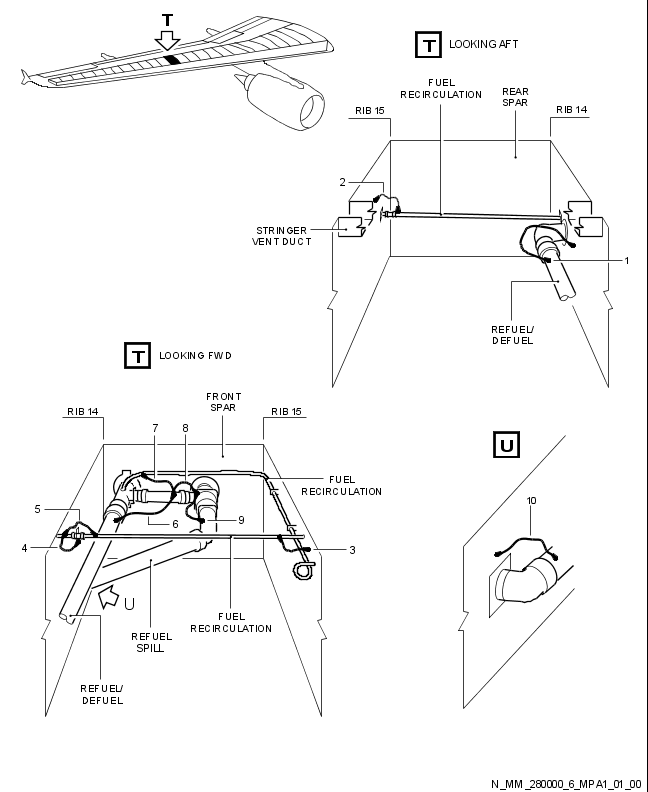 T
T LOOKING AFT
FUEL
RECIRCULATION
REAR
SPAR
RIB 15
RIB 14
2
STRINGER
VENT DUCT
1
REFUEL/
DEFUEL
T LOOKING FWD
FRONT
SPAR
RIB 14
RIB 15
7
8
FUEL
RECIRCULATION
5
6
9
4
3
U
FUEL
RECIRCULATION
REFUEL
SPILL
REFUEL/
DEFUEL
U
10
N_MM_280000_6_MPA1_01_00